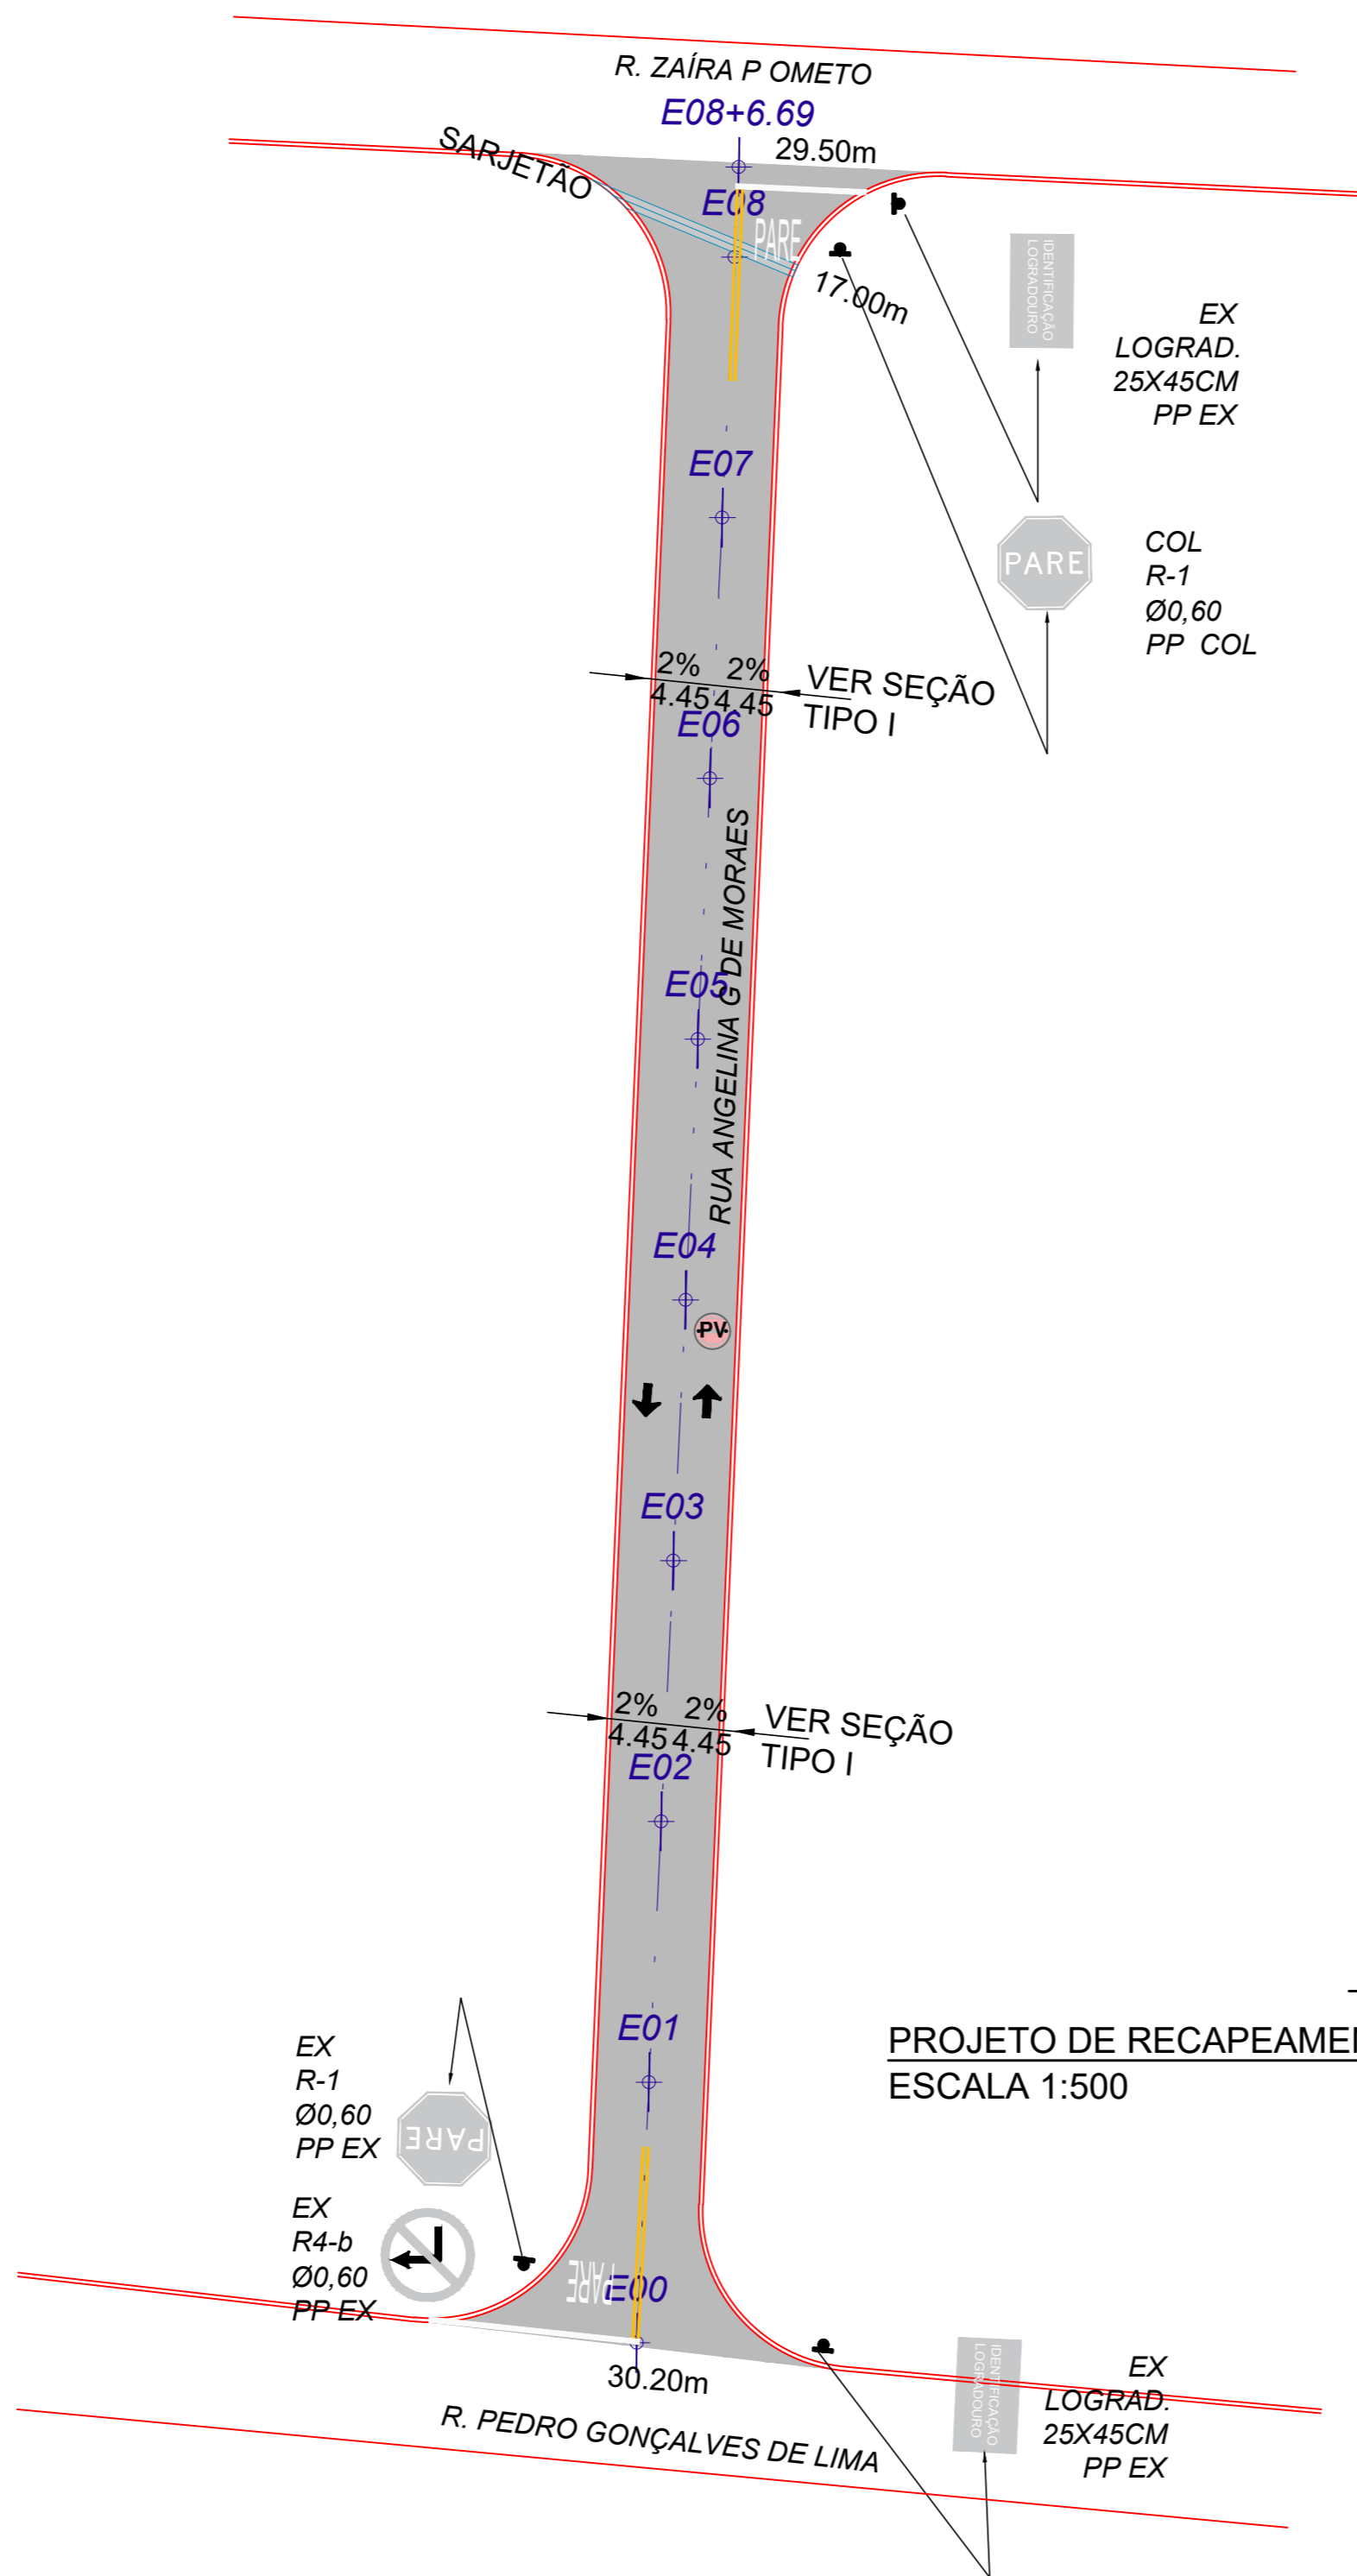 R. ZAÍRA P OMETO
E08+6.69
29.50m
SARJETÃO
E08
PARE
17.00m
IDENTIFICAÇÃO
LOGRADOURO
EX
LOGRAD.
25X45CM
PP EX
E07
PARE
COL
R-1
Ø0,60
PP COL
2% 2%
4.45 4.45
VER SEÇÃO
TIPO I
E06
RUA ANGELINA G DE MORAES
E05
E04
PV
E03
2% 2%
4.45 4.45
VER SEÇÃO
TIPO I
E02
E01
PROJETO DE RECAPEAME
ESCALA 1:500
EX
R-1
Ø0,60
PP EX
PARE
EX
R4-b
Ø0,60
PP EX
PARE
E00
30.20m
R. PEDRO GONÇALVES DE LIMA
IDENTIFICAÇÃO
LOGRADOURO
EX
LOGRAD.
25X45CM
PP EX